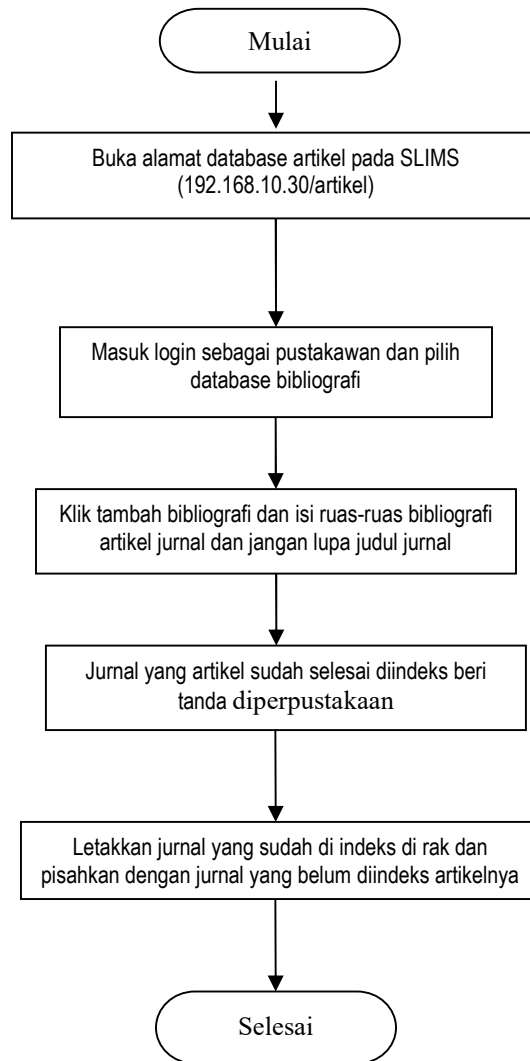 Mulai
Buka alamat database artikel pada SLIMS
(192.168.10.30/artikel)
Masuk login sebagai pustakawan dan pilih
database bibliografi
Klik tambah bibliografi dan isi ruas-ruas bibliografi
artikel jurnal dan jangan lupa judul jurnal
Jurnal yang artikel sudah selesai diindeks beri
tanda diperpustakaan
Letakkan jurnal yang sudah di indeks di rak dan
pisahkan dengan jurnal yang belum diindeks artikelnya
Selesai